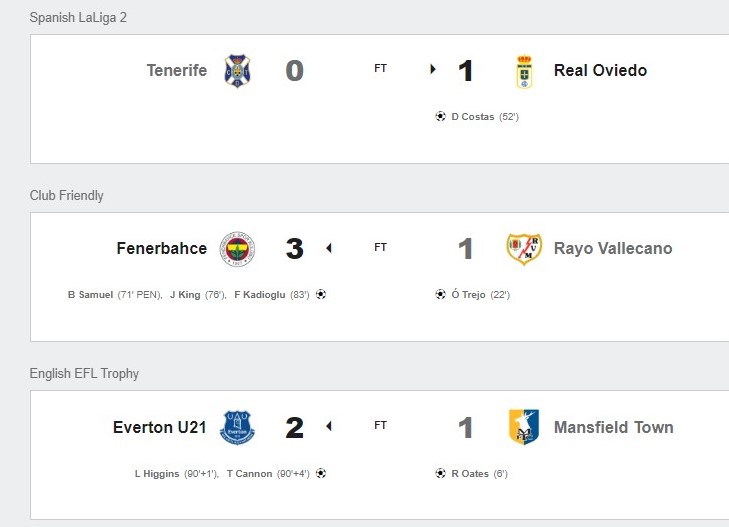 Spanish LaLiga 2
Tenerife 0 FT 1 Real Oviedo
D Costas (52')
Club Friendly
Fenerbahce 3 FT 1 Rayo Vallecano
B Samuel (71' PEN), J King (76'), F Kadioglu (83') Ó Trejo (22')
English EFL Trophy
Everton U21 2 FT 1 Mansfield Town
L Higgins (90'+1'), T Cannon (90'+4') R Oates (6')